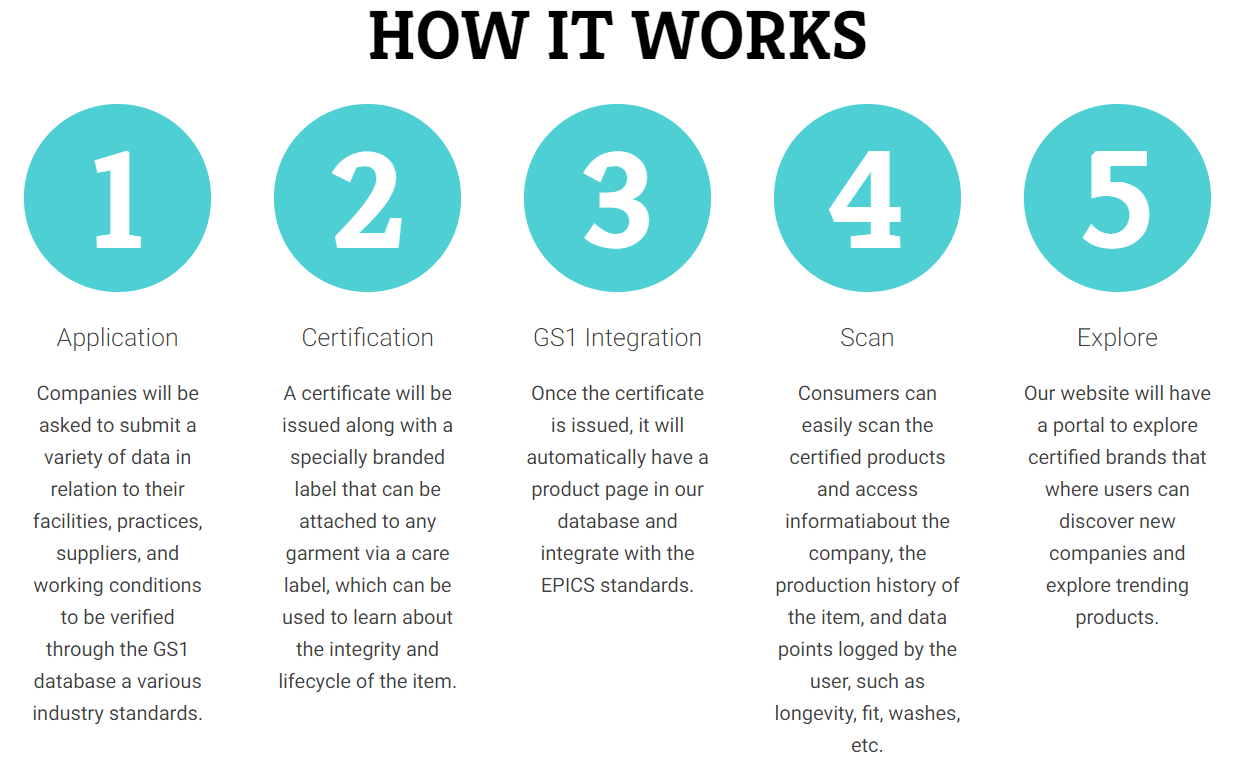 HOW IT WORKS
1
Application
Companies will be
asked to submit a
variety of data in
relation to their
facilities, practices,
suppliers, and
working conditions
to be verified
through the GS1
database a various
industry standards.
2
Certification
A certificate will be
issued along with a
specially branded
label that can be
attached to any
garment via a care
label, which can be
used to learn about
the integrity and
lifecycle of the item.
3
GS1 Integration
Once the certificate
is issued, it will
automatically have a
product page in our
database and
integrate with the
EPICS standards.
4
Scan
Consumers can
easily scan the
certified products
and access
informatiabout the
company, the
production history of
the item, and data
points logged by the
user, such as
longevity, fit, washes,
etc.
5
Explore
Our website will have
a portal to explore
certified brands that
where users can
discover new
companies and
explore trending
products.